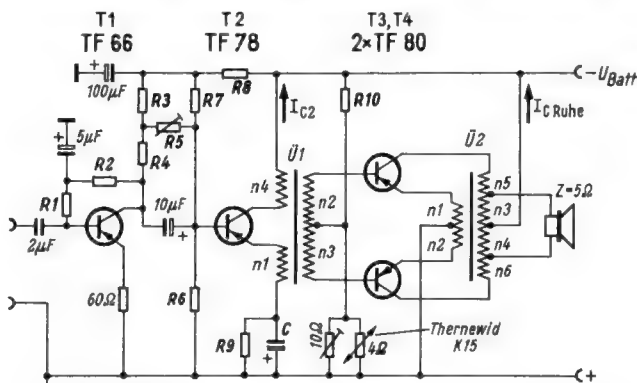 T1 T2 T3, T4
TF 66 TF 78 2×TF 80
+
100µF R3 R7 R8 R10 −U_Batt
+ 5µF R5 I_C2 I_C Ruhe
R2 R4 Ü1 Ü2
R1 10µF n4 n2 n1 n5 Z=5Ω
2µF + n3
n1 n3 n2 n4
n6
60Ω R6
R9 C 10Ω 4Ω Thernewid
+ K15
+